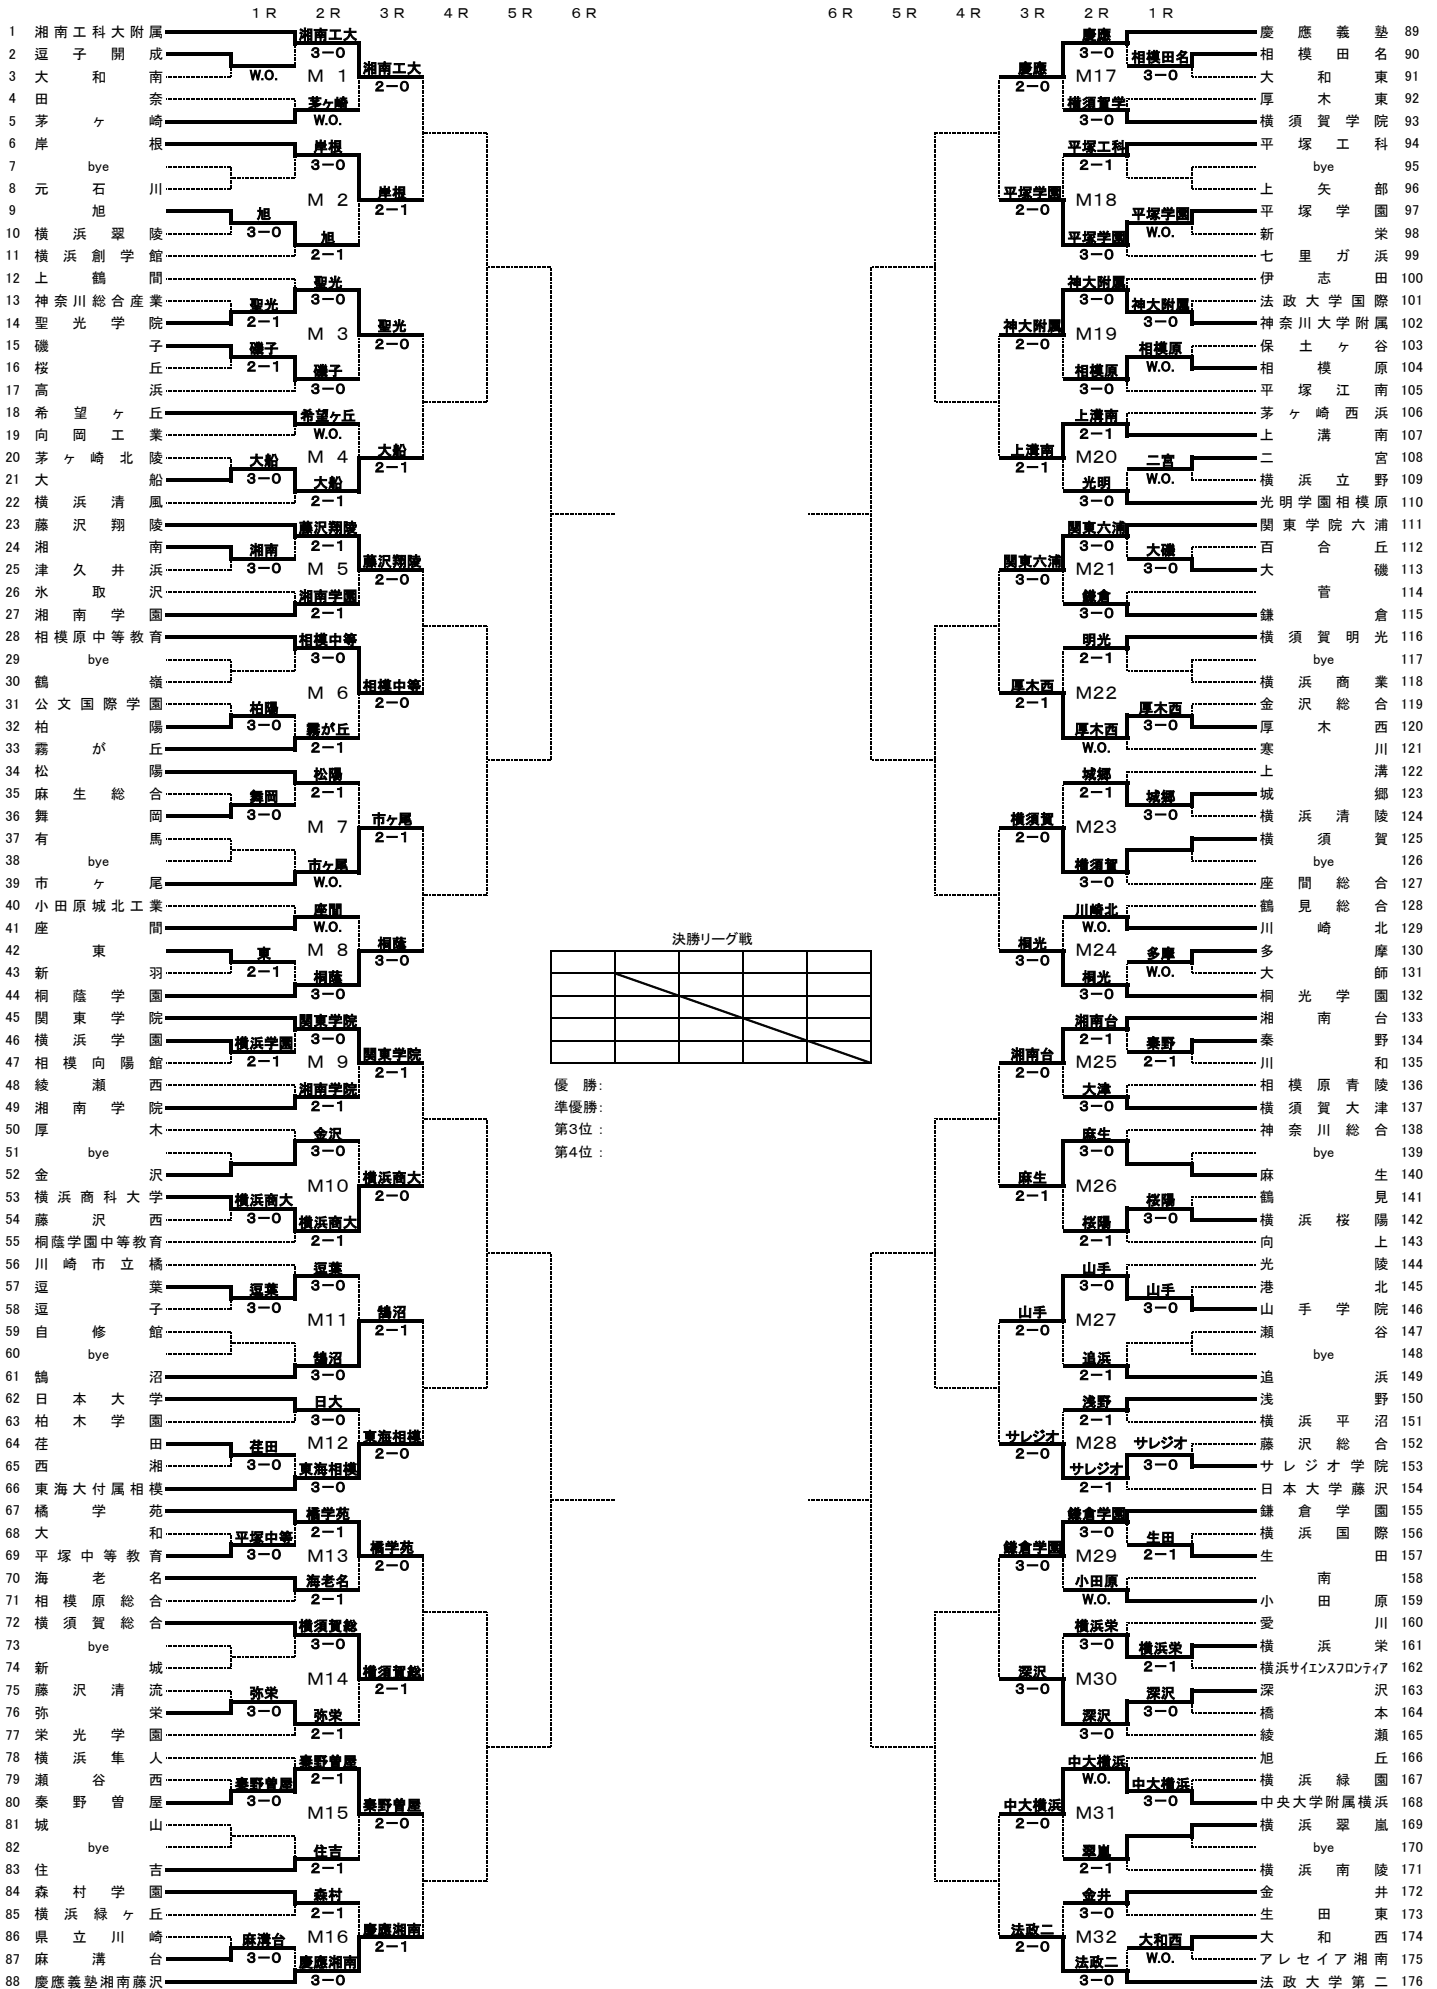 1R 2R 3R 4R 5R 6R
1 湘南工科大附属
2 逗子開成
3 大和南
4 田奈
5 茅ヶ崎
6 岸根
7 bye
8 元石川
9 旭
10 横浜翠陵
11 横浜創学館
12 上鶴間
13 神奈川総合産業
14 聖光学院
15 磯子
16 桜丘
17 高浜
18 希望ヶ丘
19 向岡工業
20 茅ヶ崎北陵
21 大船
22 横浜清風
23 藤沢翔陵
24 湘南
25 津久井浜
26 氷取沢
27 湘南学園
28 相模原中等教育
29 bye
30 鶴嶺
31 公文国際学園
32 柏陽
33 霧が丘
34 松陽
35 麻生総合
36 舞岡
37 有馬
38 bye
39 市ヶ尾
40 小田原城北工業
41 座間
42 東
43 新羽
44 桐蔭学園
45 関東学院
46 横浜学園
47 相模向陽館
48 綾瀬西
49 湘南学院
50 厚木
51 bye
52 金沢
53 横浜商科大学
54 藤沢西
55 桐蔭学園中等教育
56 川崎市立橘
57 逗葉
58 逗子
59 自修館
60 bye
61 鵠沼
62 日本大学
63 柏木学園
64 荏田
65 西湘
66 東海大付属相模
67 橘学苑
68 大和
69 平塚中等教育
70 海老名
71 相模原総合
72 横須賀総合
73 bye
74 新城
75 藤沢清流
76 弥栄
77 栄光学園
78 横浜隼人
79 瀬谷西
80 秦野曽屋
81 城山
82 bye
83 住吉
84 森村学園
85 横浜緑ヶ丘
86 県立川崎
87 麻溝台
88 慶應義塾湘南藤沢
W.O.
旭
3-0
聖光
2-1
磯子
2-1
大船
3-0
湘南
3-0
柏陽
3-0
舞岡
3-0
東
2-1
横浜学園
2-1
横浜商大
3-0
逗葉
3-0
荏田
3-0
平塚中等
3-0
弥栄
3-0
秦野曽屋
3-0
麻溝台
3-0
湘南工大
3-0
M 1
茅ヶ崎
W.O.
岸根
3-0
M 2
旭
2-1
聖光
3-0
M 3
磯子
3-0
希望ヶ丘
W.O.
M 4
大船
2-1
藤沢翔陵
2-1
M 5
湘南学園
2-1
相模中等
3-0
M 6
霧が丘
2-1
松陽
2-1
M 7
市ヶ尾
W.O.
座間
W.O.
M 8
桐蔭
3-0
関東学院
3-0
M 9
湘南学院
2-1
金沢
3-0
M10
横浜商大
2-1
逗葉
3-0
M11
鵠沼
3-0
日大
3-0
M12
東海相模
3-0
橘学苑
2-1
M13
海老名
2-1
横須賀総
3-0
M14
弥栄
2-1
秦野曽屋
2-1
M15
住吉
2-1
森村
2-1
M16
慶應湘南
3-0
湘南工大
2-0
岸根
2-1
聖光
2-0
大船
2-1
藤沢翔陵
2-0
相模中等
2-0
市ヶ尾
2-1
桐蔭
3-0
関東学院
2-1
横浜商大
2-0
鵠沼
2-1
東海相模
2-0
橘学苑
2-0
横須賀総
2-1
秦野曽屋
2-0
慶應湘南
2-1
決勝リーグ戦
優 勝:
準優勝:
第3位 :
第4位 :
6R 5R 4R 3R 2R 1R
慶應
2-0
平塚学園
2-0
神大附属
2-0
上溝南
2-1
関東六浦
3-0
厚木西
2-1
横須賀
2-0
桐光
3-0
湘南台
2-0
麻生
2-1
山手
2-0
サレジオ
2-0
鎌倉学園
3-0
深沢
3-0
中大横浜
2-0
法政二
2-0
慶應
3-0
M17
横須賀学
3-0
平塚工科
2-1
M18
平塚学園
3-0
神大附属
3-0
M19
相模原
3-0
上溝南
2-1
M20
光明
3-0
関東六浦
3-0
M21
鎌倉
3-0
明光
2-1
M22
厚木西
W.O.
城郷
2-1
M23
横須賀
3-0
川崎北
W.O.
M24
桐光
3-0
湘南台
2-1
M25
大津
3-0
麻生
3-0
M26
桜陽
2-1
山手
3-0
M27
追浜
2-1
浅野
2-1
M28
サレジオ
2-1
鎌倉学園
3-0
M29
小田原
W.O.
横浜栄
3-0
M30
深沢
3-0
中大横浜
W.O.
M31
翠嵐
2-1
金井
3-0
M32
法政二
3-0
相模田名
3-0
平塚学園
W.O.
神大附属
3-0
相模原
W.O.
二宮
W.O.
大磯
3-0
厚木西
3-0
城郷
3-0
多摩
W.O.
秦野
2-1
桜陽
3-0
山手
3-0
サレジオ
3-0
生田
2-1
横浜栄
2-1
深沢
3-0
中大横浜
3-0
大和西
W.O.
慶應義塾 89
相模田名 90
大和東 91
厚木東 92
横須賀学院 93
平塚工科 94
bye 95
上矢部 96
平塚学園 97
新栄 98
七里ガ浜 99
伊志田 100
法政大学国際 101
神奈川大学附属 102
保土ヶ谷 103
相模原 104
平塚江南 105
茅ヶ崎西浜 106
上溝南 107
二宮 108
横浜立野 109
光明学園相模原 110
関東学院六浦 111
百合丘 112
大磯 113
菅 114
鎌倉 115
横須賀明光 116
bye 117
横浜商業 118
金沢総合 119
厚木西 120
寒川 121
上溝 122
城郷 123
横浜清陵 124
横須賀 125
bye 126
座間総合 127
鶴見総合 128
川崎北 129
多摩 130
大師 131
桐光学園 132
湘南台 133
秦野 134
川和 135
相模原青陵 136
横須賀大津 137
神奈川総合 138
bye 139
麻生 140
鶴見 141
横浜桜陽 142
向上 143
光陵 144
港北 145
山手学院 146
瀬谷 147
bye 148
追浜 149
浅野 150
横浜平沼 151
藤沢総合 152
サレジオ学院 153
日本大学藤沢 154
鎌倉学園 155
横浜国際 156
生田 157
南 158
小田原 159
愛川 160
横浜栄 161
横浜サイエンスフロンティア 162
深沢 163
橋本 164
綾瀬 165
旭丘 166
横浜緑園 167
中央大学附属横浜 168
横浜翠嵐 169
bye 170
横浜南陵 171
金井 172
生田東 173
大和西 174
アレセイア湘南 175
法政大学第二 176